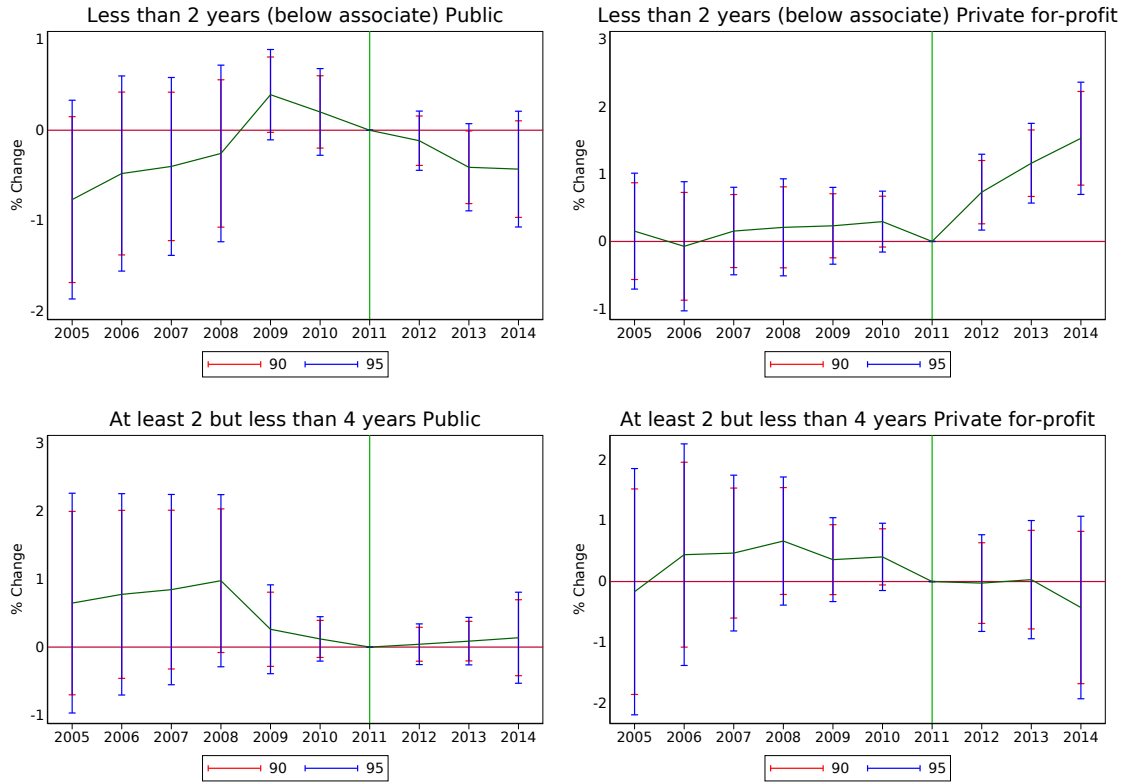 Less than 2 years (below associate) Public
1
0
-1
-2
% Change
2005 2006 2007 2008 2009 2010 2011 2012 2013 2014
90 95
Less than 2 years (below associate) Private for-profit
3
2
1
0
-1
% Change
2005 2006 2007 2008 2009 2010 2011 2012 2013 2014
90 95
At least 2 but less than 4 years Public
3
2
1
0
-1
% Change
2005 2006 2007 2008 2009 2010 2011 2012 2013 2014
90 95
At least 2 but less than 4 years Private for-profit
2
1
0
-1
-2
% Change
2005 2006 2007 2008 2009 2010 2011 2012 2013 2014
90 95